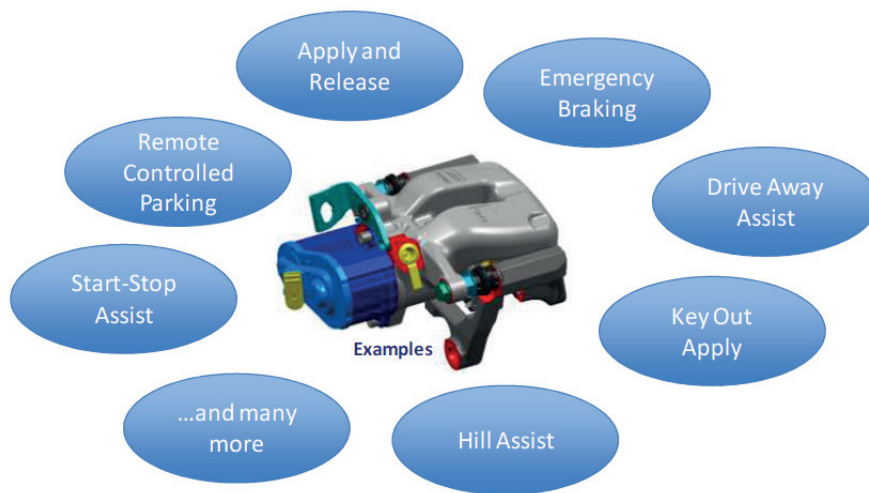 Apply and
Release
Emergency
Braking
Remote
Controlled
Parking
Drive Away
Assist
Start-Stop
Assist
Key Out
Apply
Examples
...and many
more
Hill Assist